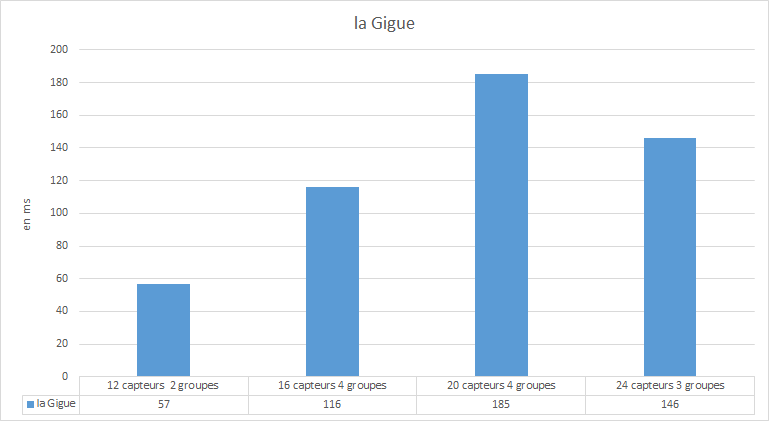 la Gigue
200
180
160
140
120
100
80
60
40
20
0
en ms
12 capteurs  2 groupes 16 capteurs 4 groupes 20 capteurs 4 groupes 24 capteurs 3 groupes
la Gigue 57 116 185 146